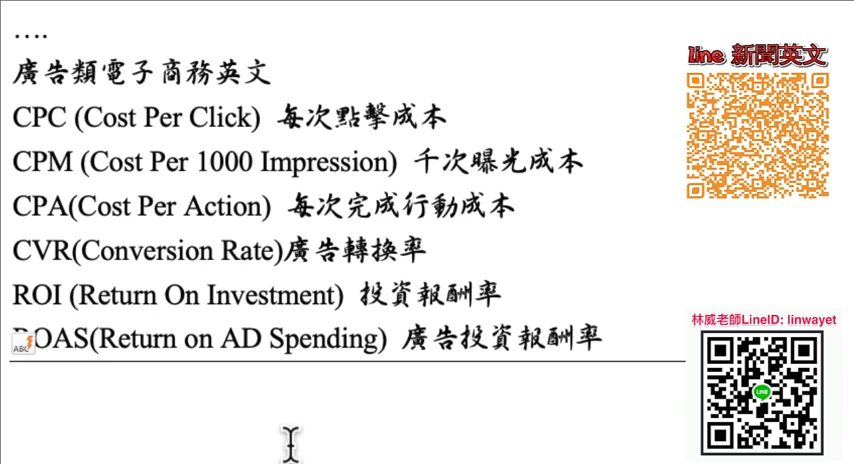 ....
廣告類電子商務英文
CPC (Cost Per Click) 每次點擊成本
CPM (Cost Per 1000 Impression) 千次曝光成本
CPA(Cost Per Action) 每次完成行動成本
CVR(Conversion Rate)廣告轉換率
ROI (Return On Investment) 投資報酬率
ROAS(Return on AD Spending) 廣告投資報酬率
ABC
line 新聞英文
林威老師LineID: linwayet
LINE